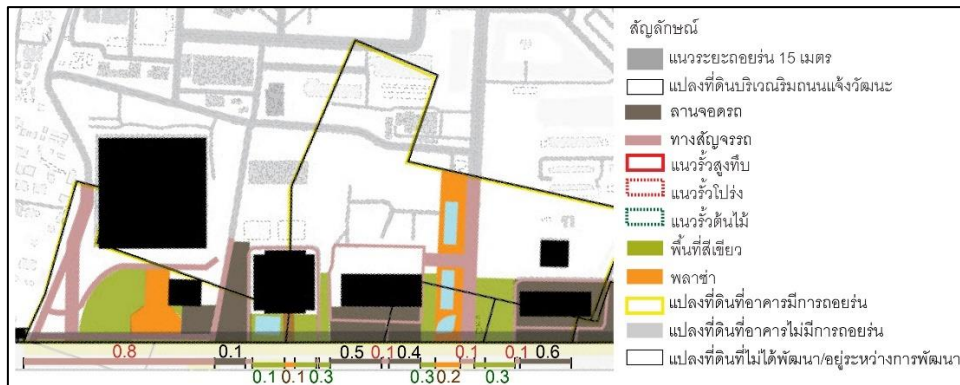 สัญลักษณ์
แนวระยะถอยร่น 15 เมตร
แปลงที่ดินบริเวณริมถนนแจ้งวัฒนะ
ลานจอดรถ
ทางสัญจรรถ
แนวรั้วสูงทึบ
แนวรั้วโปร่ง
แนวรั้วต้นไม้
พื้นที่สีเขียว
พลาซ่า
แปลงที่ดินที่อาคารมีการถอยร่น
แปลงที่ดินที่อาคารไม่มีการถอยร่น
แปลงที่ดินที่ไม่ได้พัฒนา/อยู่ระหว่างการพัฒนา
0.8 0.1 0.5 0.1 0.4 0.1 0.1 0.6
0.1 0.1 0.3 0.3 0.2 0.3